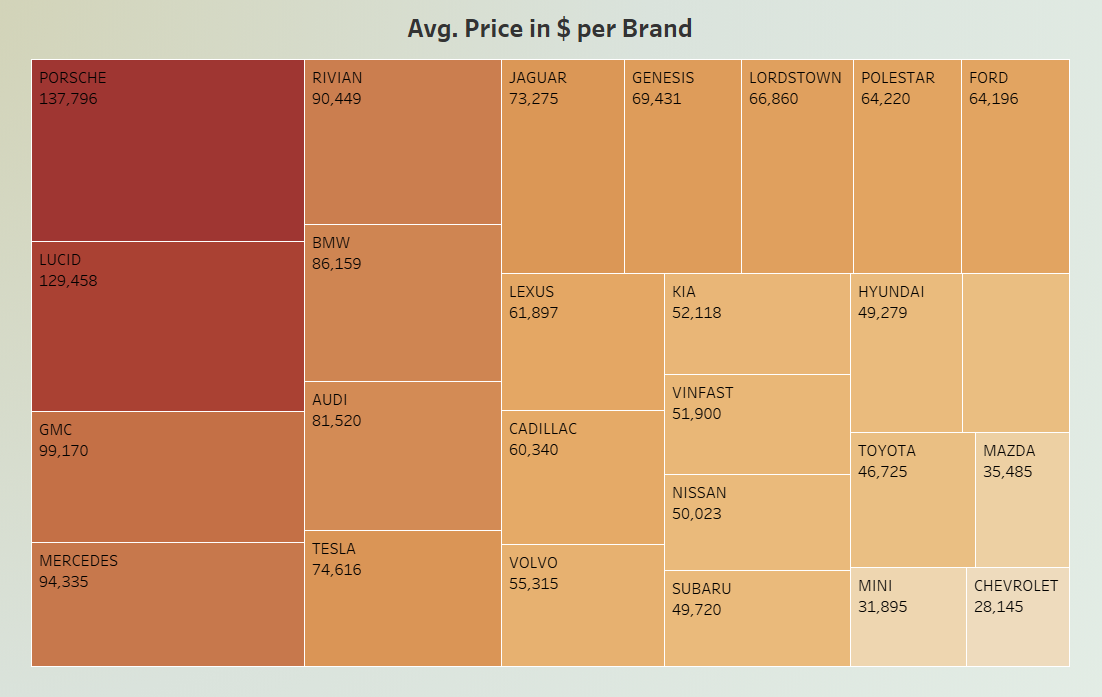 Avg. Price in $ per Brand
PORSCHE
137,796
LUCID
129,458
GMC
99,170
MERCEDES
94,335
RIVIAN
90,449
BMW
86,159
AUDI
81,520
TESLA
74,616
JAGUAR
73,275
GENESIS
69,431
LORDSTOWN
66,860
POLESTAR
64,220
FORD
64,196
LEXUS
61,897
CADILLAC
60,340
VOLVO
55,315
KIA
52,118
VINFAST
51,900
NISSAN
50,023
SUBARU
49,720
HYUNDAI
49,279
TOYOTA
46,725
MAZDA
35,485
MINI
31,895
CHEVROLET
28,145